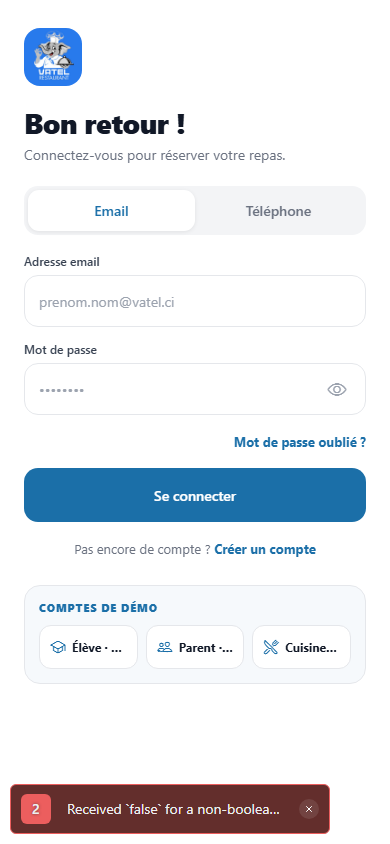 VATEL
RESTAURANT
Bon retour !
Connectez-vous pour réserver votre repas.
Email
Téléphone
Adresse email
prenom.nom@vatel.ci
Mot de passe
••••••••
Mot de passe oublié ?
Se connecter
Pas encore de compte ? Créer un compte
COMPTES DE DÉMO
Élève · ...
Parent ·...
Cuisine...
2
Received `false` for a non-boolea...